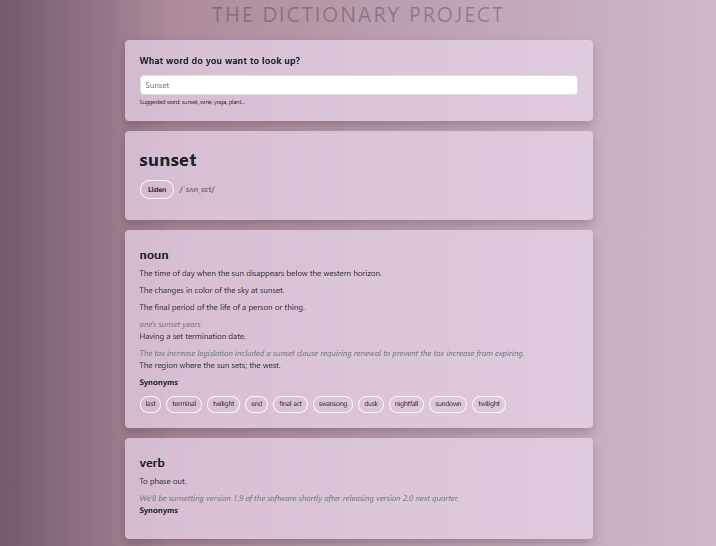 THE DICTIONARY PROJECT
What word do you want to look up?
Sunset
Suggested word: sunset, wine, yoga, plant...
sunset
Listen /ˈsʌnˌsɛt/
noun
The time of day when the sun disappears below the western horizon.
The changes in color of the sky at sunset.
The final period of the life of a person or thing.
one's sunset years
Having a set termination date.
The tax increase legislation included a sunset clause requiring renewal to prevent the tax increase from expiring.
The region where the sun sets; the west.
Synonyms
last terminal twilight end final act swansong dusk nightfall sundown twilight
verb
To phase out.
We'll be sunsetting version 1.9 of the software shortly after releasing version 2.0 next quarter.
Synonyms